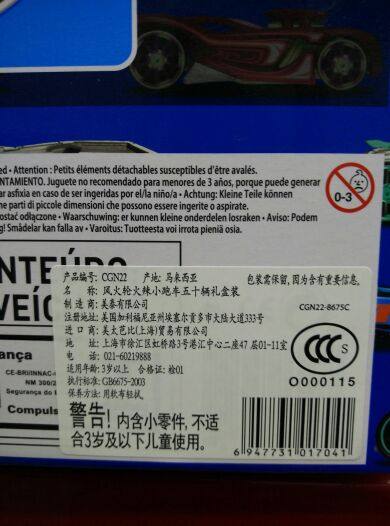 ed • Attention : Petits éléments détachables susceptibles d'être avalés.
NTAMIENTO. Juguete no recomendado para menores de 3 años, porque puede generar
ar asfixia en caso de ser ingeridas por el/la niño/a • Achtung: Kleine Teile können
ne parti di piccole dimensioni che possono essere ingerite o aspirate.
ostać odłączone • Waarschuwing: er kunnen kleine onderdelen losraken • Aviso: Podem
g! Smådelar kan falla av • Varoitus: Tuotteesta voi irrota pieniä osia.
0-3
NTEÚDO
VEÍC
产品编号: CGN22 产地: 马来西亚
包装需保留,因为含有重要信息.
名 称: 风火轮火辣小跑车五十辆礼盒装
制 造 商: 美泰有限公司
CGN22-8675C
注册地址: 美国加利福尼亚州埃塞尔贡多市大陆大道333号
进 口 商: 美太芭比(上海)贸易有限公司
地 址: 上海市徐汇区虹桥路3号港汇中心二座47 层01-11室
电 话: 021-60219888
适用年龄: 3岁以上 合格证: 检01
执行标准: GB6675-2003
保养方法: 用软布轻拭
CCC S
O000115
警告! 内含小零件, 不适
合3岁及以下儿童使用。
6 947731 017041
ança
CE-BRI/INNAC-
NM 300/2
Segurança do
Compuls